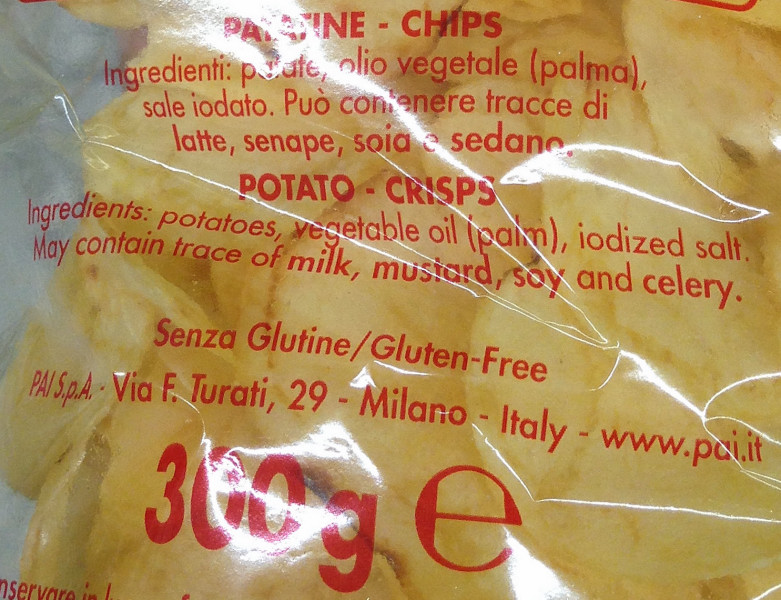 PATATINE - CHIPS
Ingredienti: patate, olio vegetale (palma),
sale iodato. Può contenere tracce di
latte, senape, soia e sedano.
POTATO - CRISPS
Ingredients: potatoes, vegetable oil (palm), iodized salt.
May contain trace of milk, mustard, soy and celery.
Senza Glutine/Gluten-Free
PAI S.p.A. - Via F. Turati, 29 - Milano - Italy - www.pai.it
300 g e